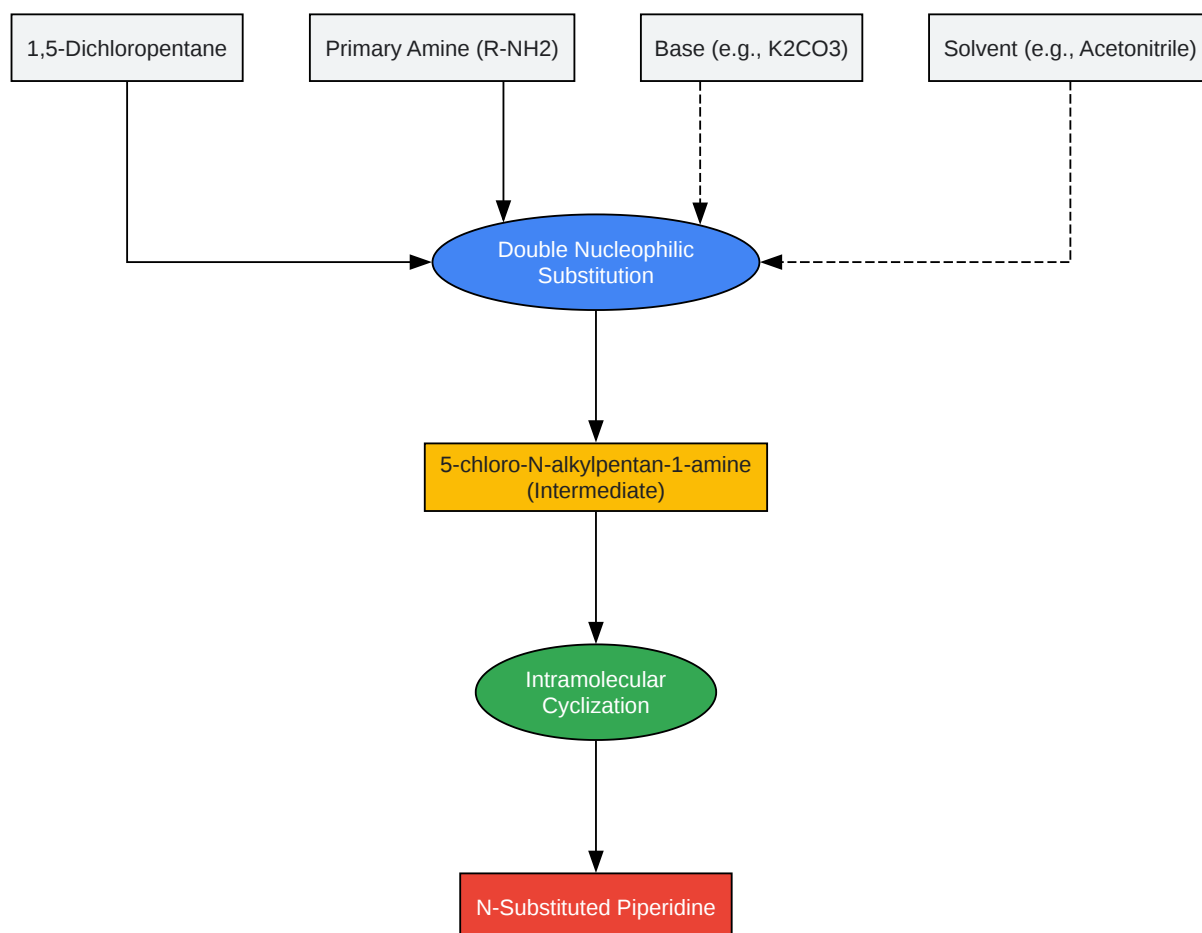 1,5-Dichloropentane
Primary Amine (R-NH2)
Base (e.g., K2CO3)
Solvent (e.g., Acetonitrile)
Double Nucleophilic
Substitution
5-chloro-N-alkylpentan-1-amine
(Intermediate)
Intramolecular
Cyclization
N-Substituted Piperidine